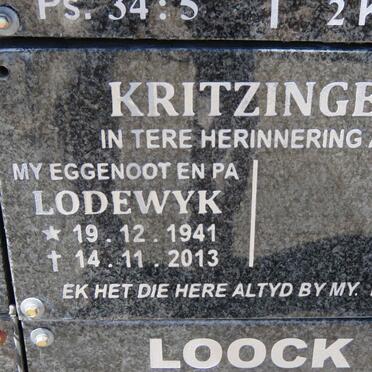 Ps. 34:5 | 2
KRITZINGE
IN TERE HERINNERING
MY EGGENOOT EN PA
LODEWYK
★ 19.12.1941
✝ 14.11.2013
EK HET DIE HERE ALTYD BY MY.
LOOCK